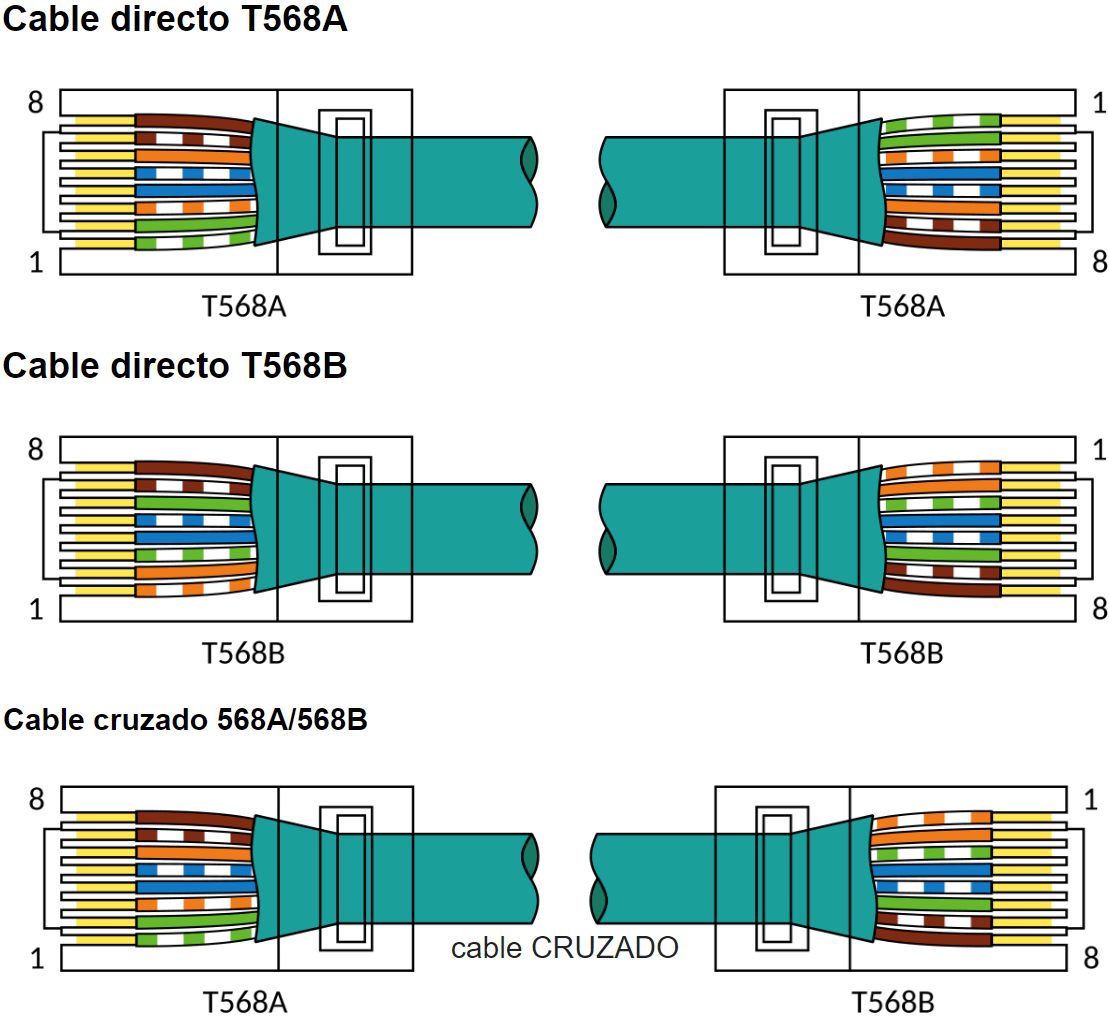 Cable directo T568A
8 1
1 8
T568A T568A
Cable directo T568B
8 1
1 8
T568B T568B
Cable cruzado 568A/568B
8 1
cable CRUZADO
1 8
T568A T568B